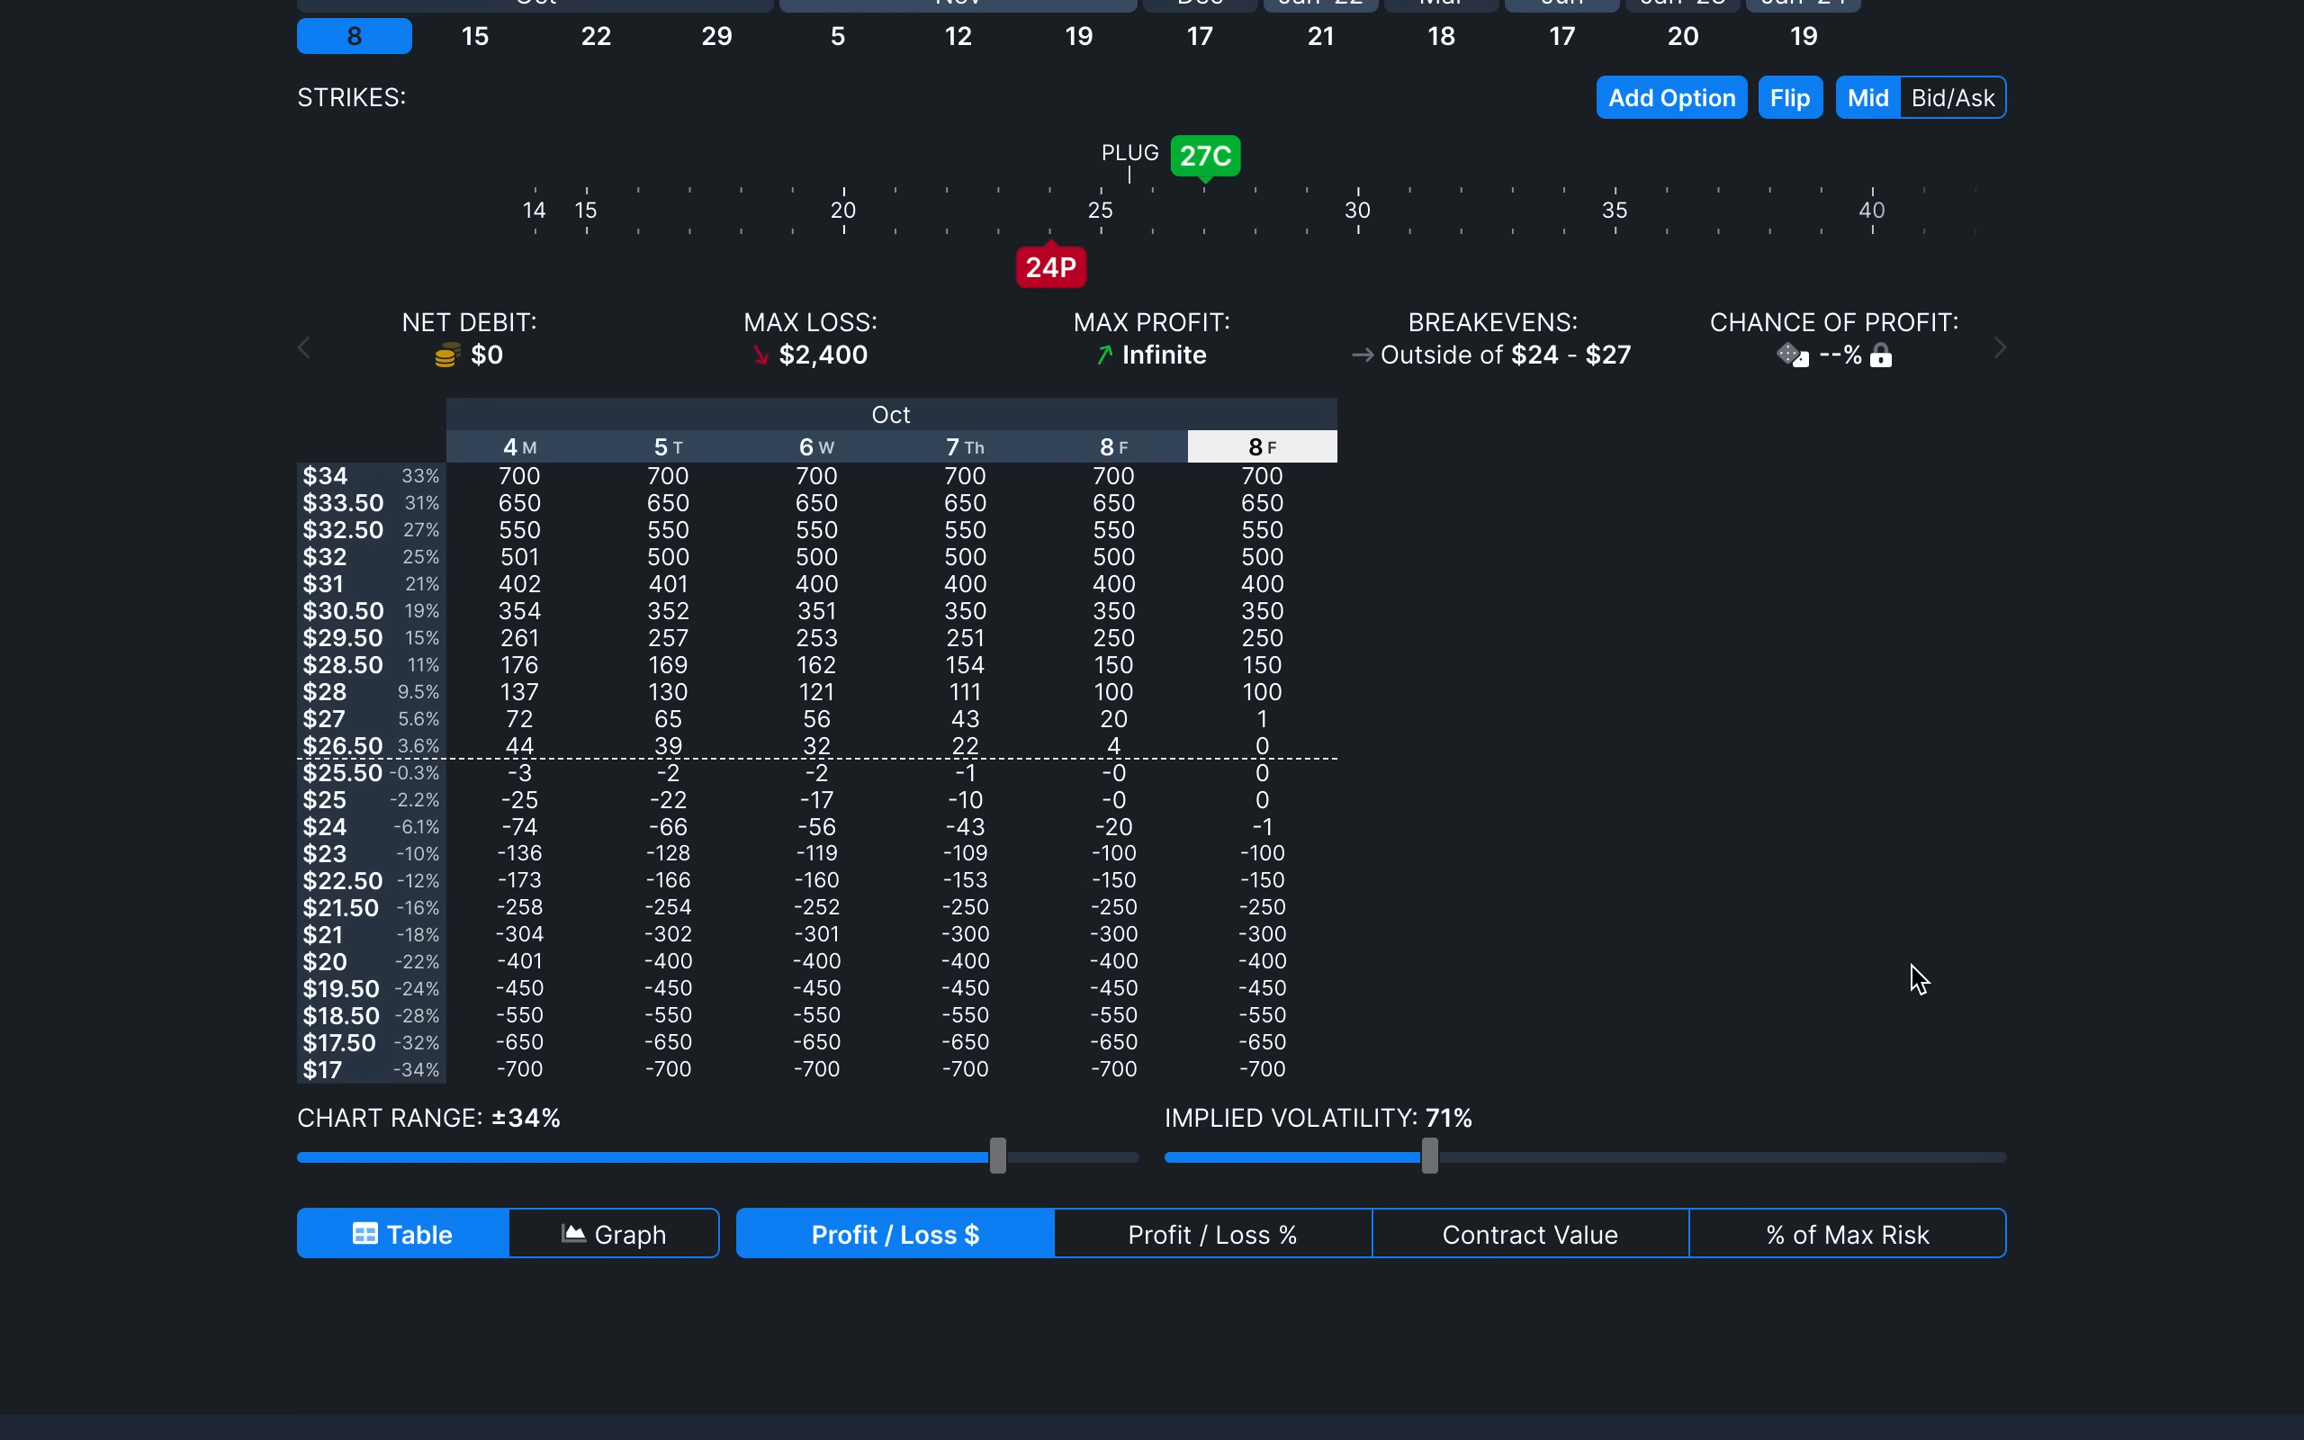 8 15 22 29 5 12 19 17 21 18 17 20 19
STRIKES:
Add Option Flip Mid Bid/Ask
PLUG 27C
14 15 20 25 30 35 40
24P
NET DEBIT: MAX LOSS: MAX PROFIT: BREAKEVENS: CHANCE OF PROFIT:
$0 $2,400 Infinite Outside of $24 - $27 --%
Oct
4 M 5 T 6 W 7 Th 8 F 8 F
$34 33% 700 700 700 700 700 700
$33.50 31% 650 650 650 650 650 650
$32.50 27% 550 550 550 550 550 550
$32 25% 501 500 500 500 500 500
$31 21% 402 401 400 400 400 400
$30.50 19% 354 352 351 350 350 350
$29.50 15% 261 257 253 251 250 250
$28.50 11% 176 169 162 154 150 150
$28 9.5% 137 130 121 111 100 100
$27 5.6% 72 65 56 43 20 1
$26.50 3.6% 44 39 32 22 4 0
$25.50 -0.3% -3 -2 -2 -1 -0 0
$25 -2.2% -25 -22 -17 -10 -0 0
$24 -6.1% -74 -66 -56 -43 -20 -1
$23 -10% -136 -128 -119 -109 -100 -100
$22.50 -12% -173 -166 -160 -153 -150 -150
$21.50 -16% -258 -254 -252 -250 -250 -250
$21 -18% -304 -302 -301 -300 -300 -300
$20 -22% -401 -400 -400 -400 -400 -400
$19.50 -24% -450 -450 -450 -450 -450 -450
$18.50 -28% -550 -550 -550 -550 -550 -550
$17.50 -32% -650 -650 -650 -650 -650 -650
$17 -34% -700 -700 -700 -700 -700 -700
CHART RANGE: ±34% IMPLIED VOLATILITY: 71%
Table Graph Profit / Loss $ Profit / Loss % Contract Value % of Max Risk